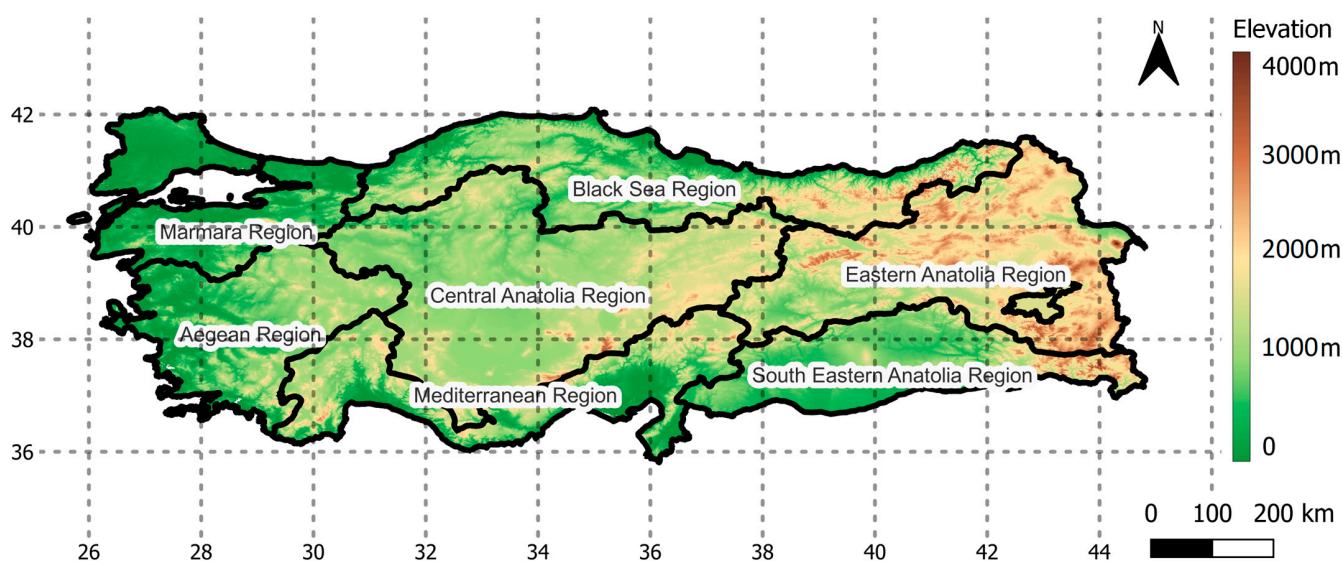 N
Elevation
4000m
3000m
2000m
1000m
0
42
40
38
36
Black Sea Region
Marmara Region
Eastern Anatolia Region
Central Anatolia Region
Aegean Region
South Eastern Anatolia Region
Mediterranean Region
0 100 200 km
26 28 30 32 34 36 38 40 42 44